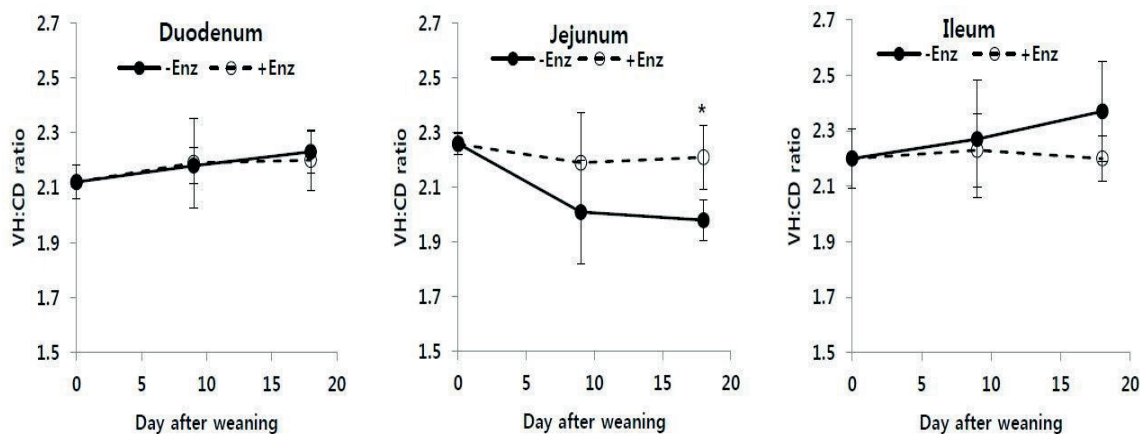 Duodenum
-Enz +Enz
2.7
2.5
2.3
2.1
1.9
1.7
1.5
VH:CD ratio
0 5 10 15 20
Day after weaning
Jejunum
-Enz +Enz
*
2.7
2.5
2.3
2.1
1.9
1.7
1.5
VH:CD ratio
0 5 10 15 20
Day after weaning
Ileum
-Enz +Enz
2.7
2.5
2.3
2.1
1.9
1.7
1.5
VH:CD ratio
0 5 10 15 20
Day after weaning